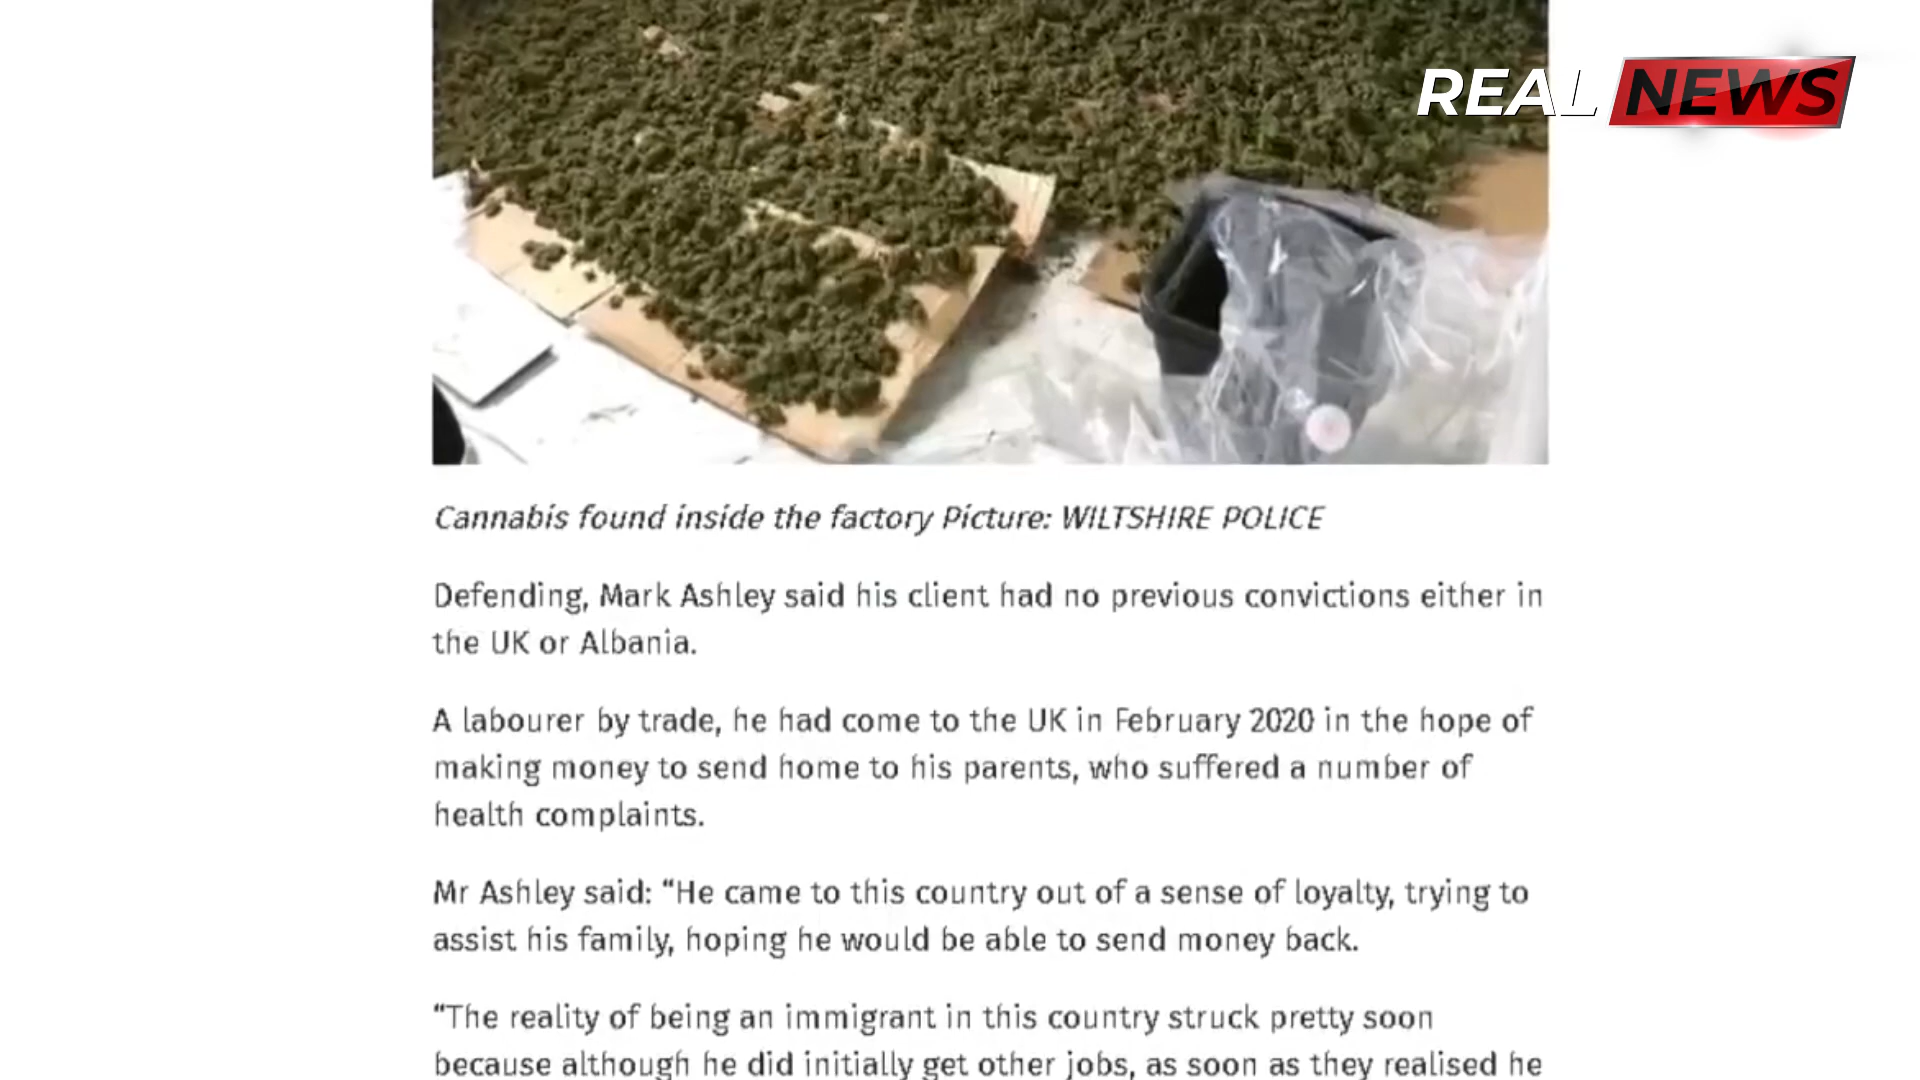 REAL NEWS
Cannabis found inside the factory Picture: WILTSHIRE POLICE
Defending, Mark Ashley said his client had no previous convictions either in
the UK or Albania.
A labourer by trade, he had come to the UK in February 2020 in the hope of
making money to send home to his parents, who suffered a number of
health complaints.
Mr Ashley said: “He came to this country out of a sense of loyalty, trying to
assist his family, hoping he would be able to send money back.
“The reality of being an immigrant in this country struck pretty soon
because although he did initially get other jobs, as soon as they realised he